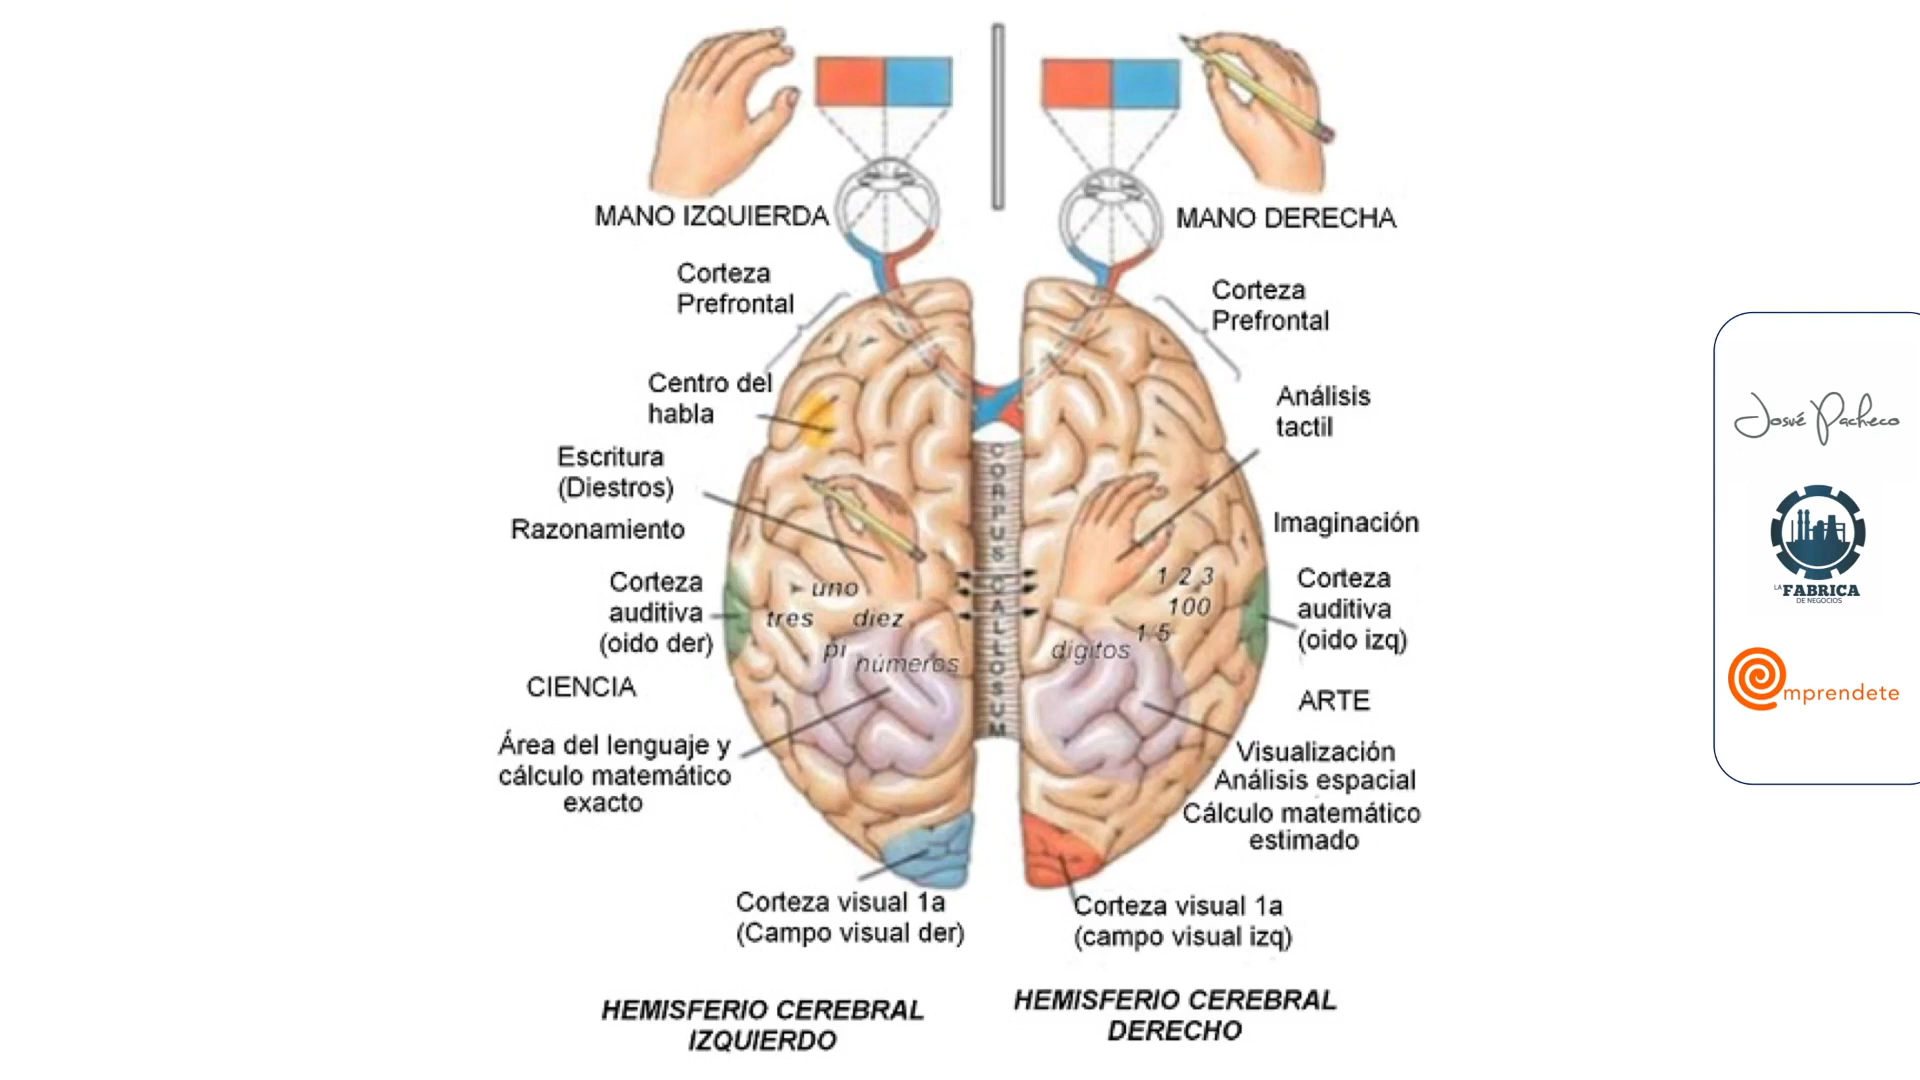 MANO IZQUIERDA
MANO DERECHA
Corteza
Prefrontal
Corteza
Prefrontal
Centro del
habla
Análisis
tactil
Escritura
(Diestros)
Razonamiento
Imaginación
Corteza
auditiva
(oido der)
Corteza
auditiva
(oido izq)
CIENCIA
ARTE
Área del lenguaje y
cálculo matemático
exacto
Visualización
Análisis espacial
Cálculo matemático
estimado
uno
tres
diez
pi
números
CORPUS CALLOSUM
1 2 3
100
1/5
digitos
Corteza visual 1a
(Campo visual der)
Corteza visual 1a
(campo visual izq)
HEMISFERIO CEREBRAL
IZQUIERDO
HEMISFERIO CEREBRAL
DERECHO
Josué Pacheco
LA FABRICA
DE NEGOCIOS
mprendete